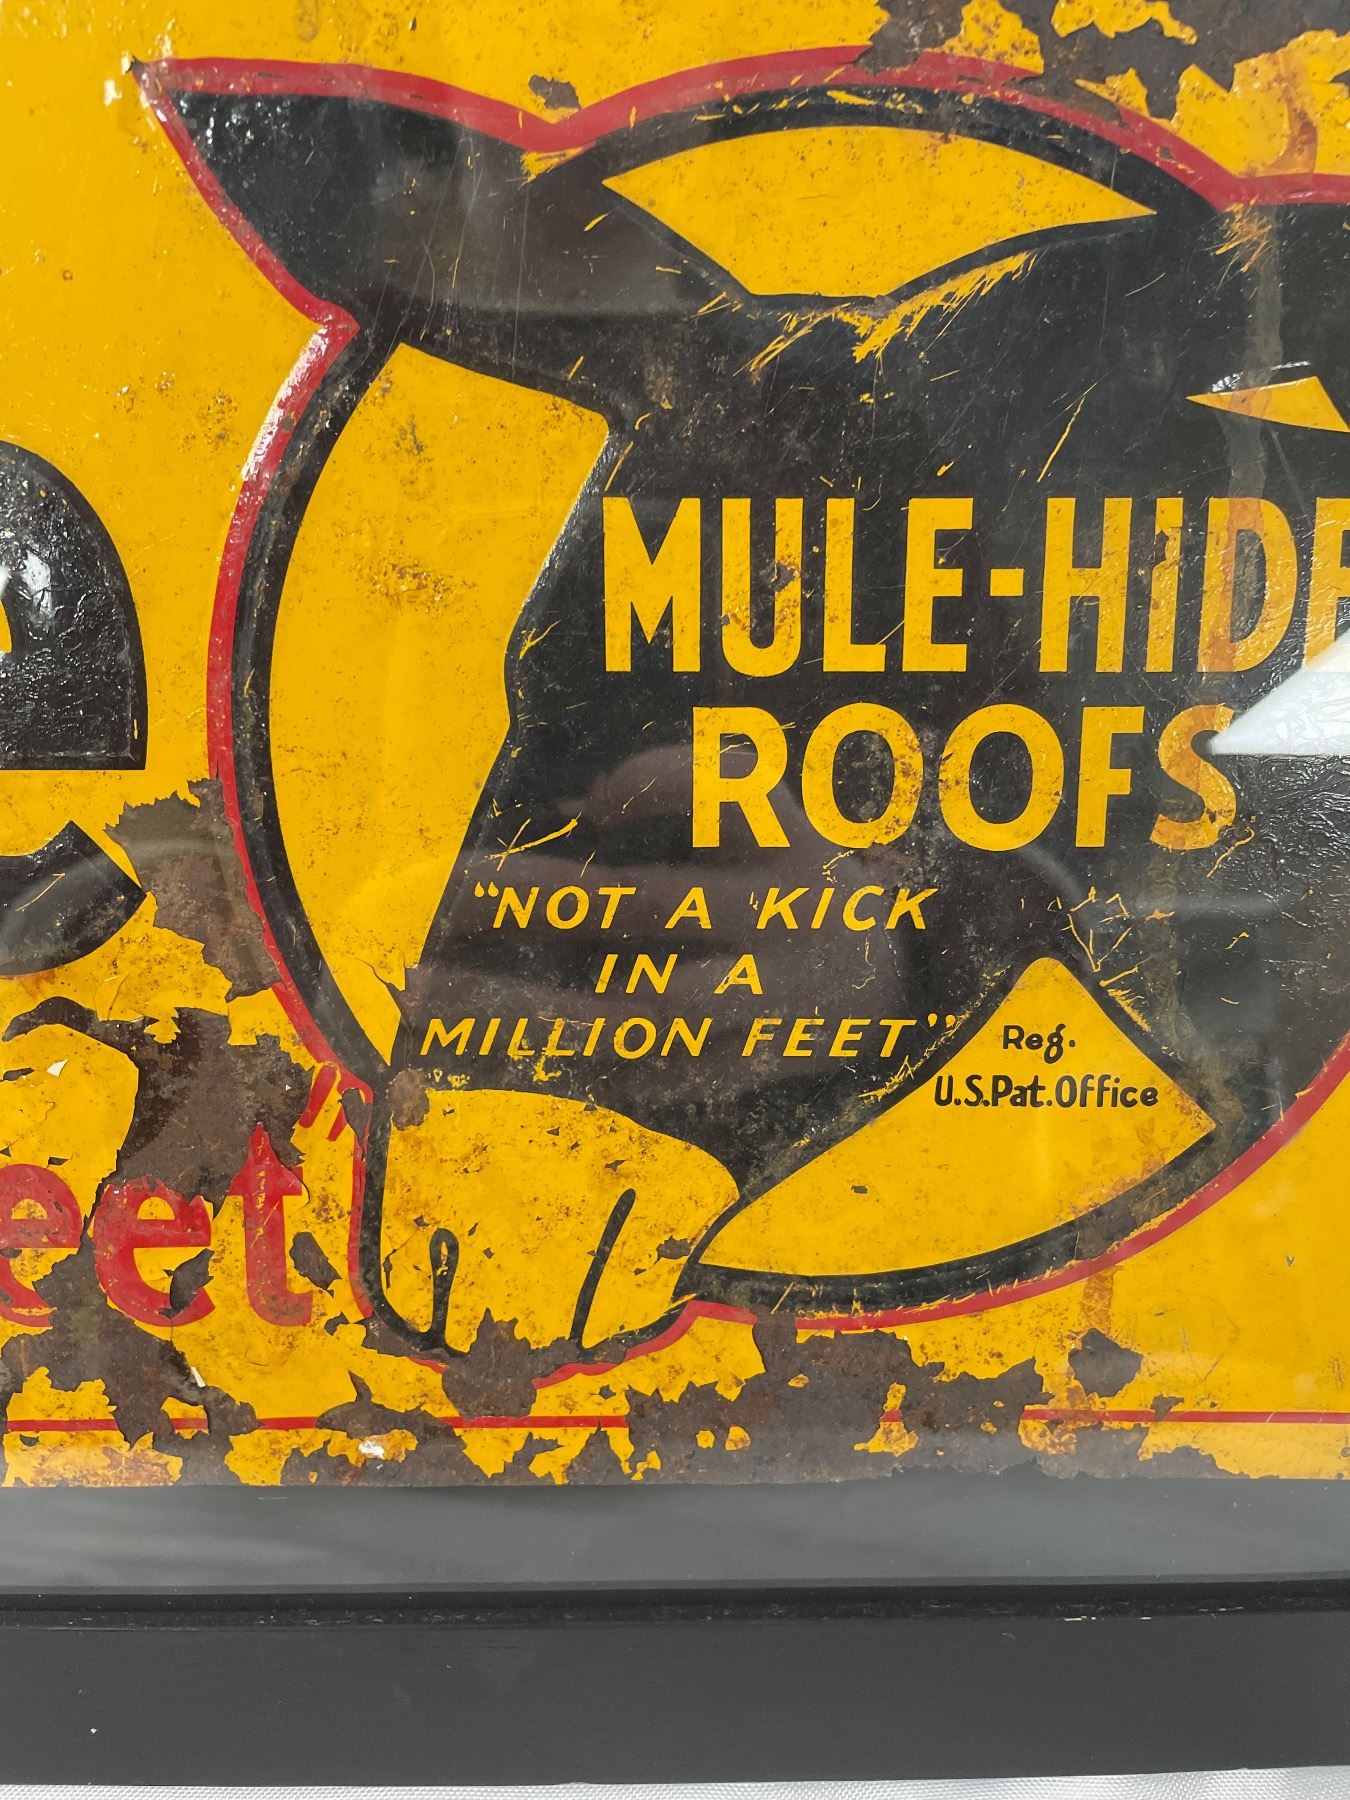 e
MULE-HIDE
ROOFS
"NOT A KICK
IN A
MILLION FEET"
Reg.
U.S.Pat.Office
eet"